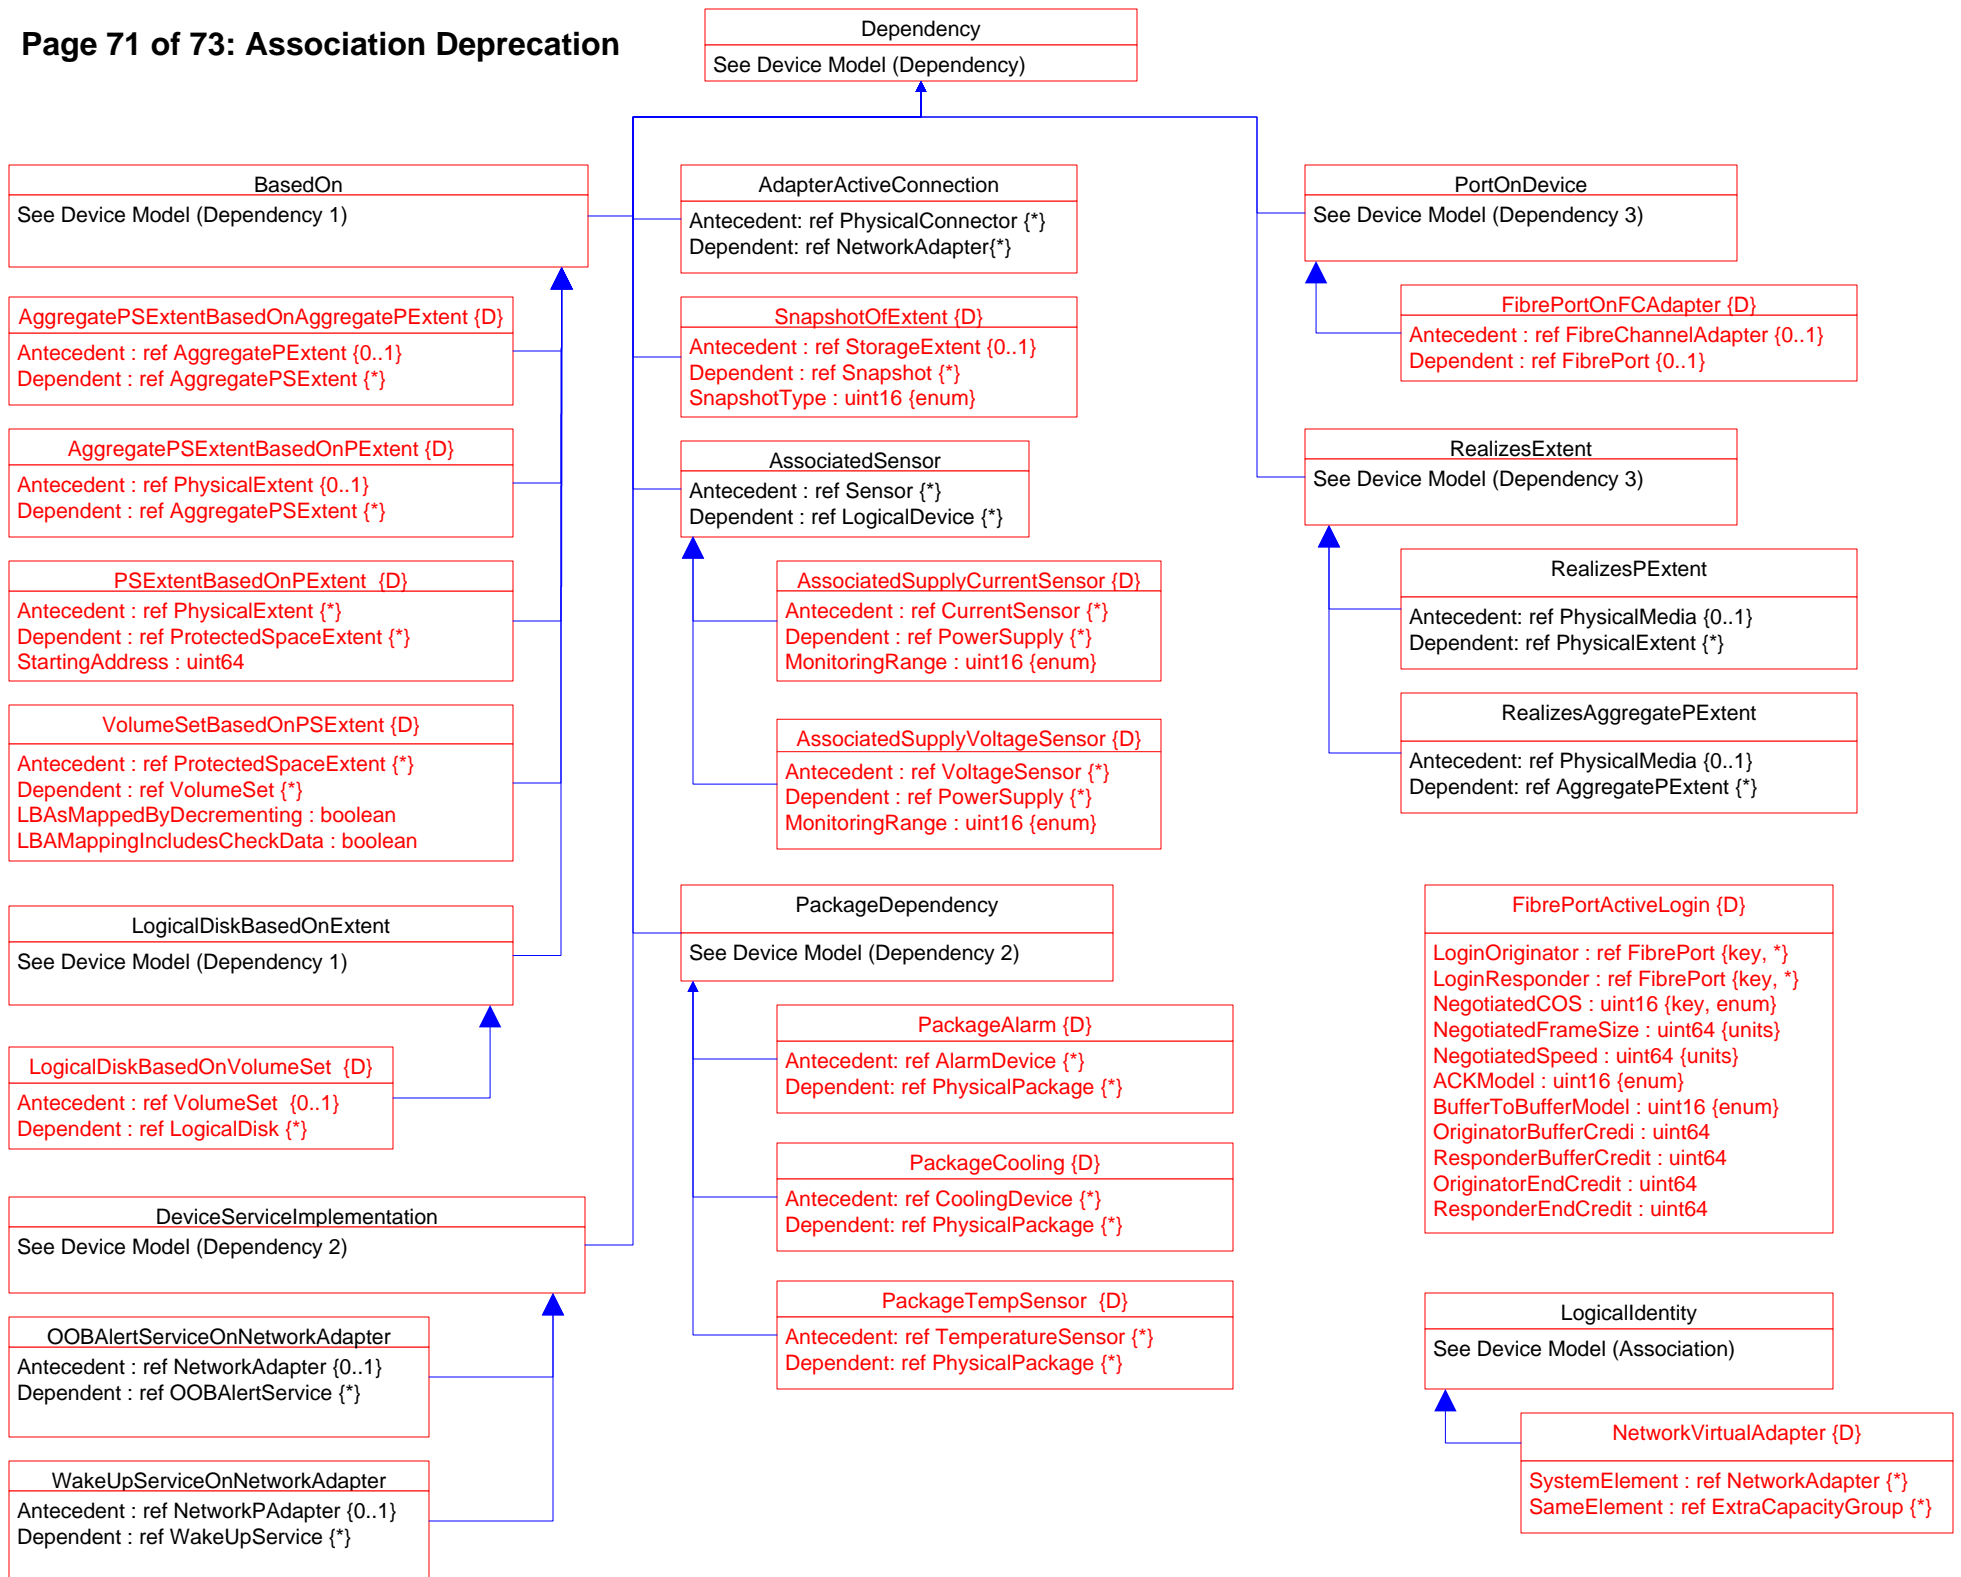 Page 71 of 73: Association Deprecation
Dependency
See Device Model (Dependency)
BasedOn
See Device Model (Dependency 1)
AggregatePSExtentBasedOnAggregatePExtent {D}
Antecedent : ref AggregatePExtent {0..1}
Dependent : ref AggregatePSExtent {*}
AggregatePSExtentBasedOnPExtent {D}
Antecedent : ref PhysicalExtent {0..1}
Dependent : ref AggregatePSExtent {*}
PSExtentBasedOnPExtent {D}
Antecedent : ref PhysicalExtent {*}
Dependent : ref ProtectedSpaceExtent {*}
StartingAddress : uint64
VolumeSetBasedOnPSExtent {D}
Antecedent : ref ProtectedSpaceExtent {*}
Dependent : ref VolumeSet {*}
LBAsMappedByDecrementing : boolean
LBAMappingIncludesCheckData : boolean
LogicalDiskBasedOnExtent
See Device Model (Dependency 1)
LogicalDiskBasedOnVolumeSet {D}
Antecedent : ref VolumeSet {0..1}
Dependent : ref LogicalDisk {*}
DeviceServiceImplementation
See Device Model (Dependency 2)
OOBAlertServiceOnNetworkAdapter
Antecedent : ref NetworkAdapter {0..1}
Dependent : ref OOBAlertService {*}
WakeUpServiceOnNetworkAdapter
Antecedent : ref NetworkPAdapter {0..1}
Dependent : ref WakeUpService {*}
AdapterActiveConnection
Antecedent: ref PhysicalConnector {*}
Dependent: ref NetworkAdapter{*}
SnapshotOfExtent {D}
Antecedent : ref StorageExtent {0..1}
Dependent : ref Snapshot {*}
SnapshotType : uint16 {enum}
AssociatedSensor
Antecedent : ref Sensor {*}
Dependent : ref LogicalDevice {*}
AssociatedSupplyCurrentSensor {D}
Antecedent : ref CurrentSensor {*}
Dependent : ref PowerSupply {*}
MonitoringRange : uint16 {enum}
AssociatedSupplyVoltageSensor {D}
Antecedent : ref VoltageSensor {*}
Dependent : ref PowerSupply {*}
MonitoringRange : uint16 {enum}
PackageDependency
See Device Model (Dependency 2)
PackageAlarm {D}
Antecedent: ref AlarmDevice {*}
Dependent: ref PhysicalPackage {*}
PackageCooling {D}
Antecedent: ref CoolingDevice {*}
Dependent: ref PhysicalPackage {*}
PackageTempSensor {D}
Antecedent: ref TemperatureSensor {*}
Dependent: ref PhysicalPackage {*}
PortOnDevice
See Device Model (Dependency 3)
FibrePortOnFCAdapter {D}
Antecedent : ref FibreChannelAdapter {0..1}
Dependent : ref FibrePort {0..1}
RealizesExtent
See Device Model (Dependency 3)
RealizesPExtent
Antecedent: ref PhysicalMedia {0..1}
Dependent: ref PhysicalExtent {*}
RealizesAggregatePExtent
Antecedent: ref PhysicalMedia {0..1}
Dependent: ref AggregatePExtent {*}
FibrePortActiveLogin {D}
LoginOriginator : ref FibrePort {key, *}
LoginResponder : ref FibrePort {key, *}
NegotiatedCOS : uint16 {key, enum}
NegotiatedFrameSize : uint64 {units}
NegotiatedSpeed : uint64 {units}
ACKModel : uint16 {enum}
BufferToBufferModel : uint16 {enum}
OriginatorBufferCredi : uint64
ResponderBufferCredit : uint64
OriginatorEndCredit : uint64
ResponderEndCredit : uint64
LogicalIdentity
See Device Model (Association)
NetworkVirtualAdapter {D}
SystemElement : ref NetworkAdapter {*}
SameElement : ref ExtraCapacityGroup {*}